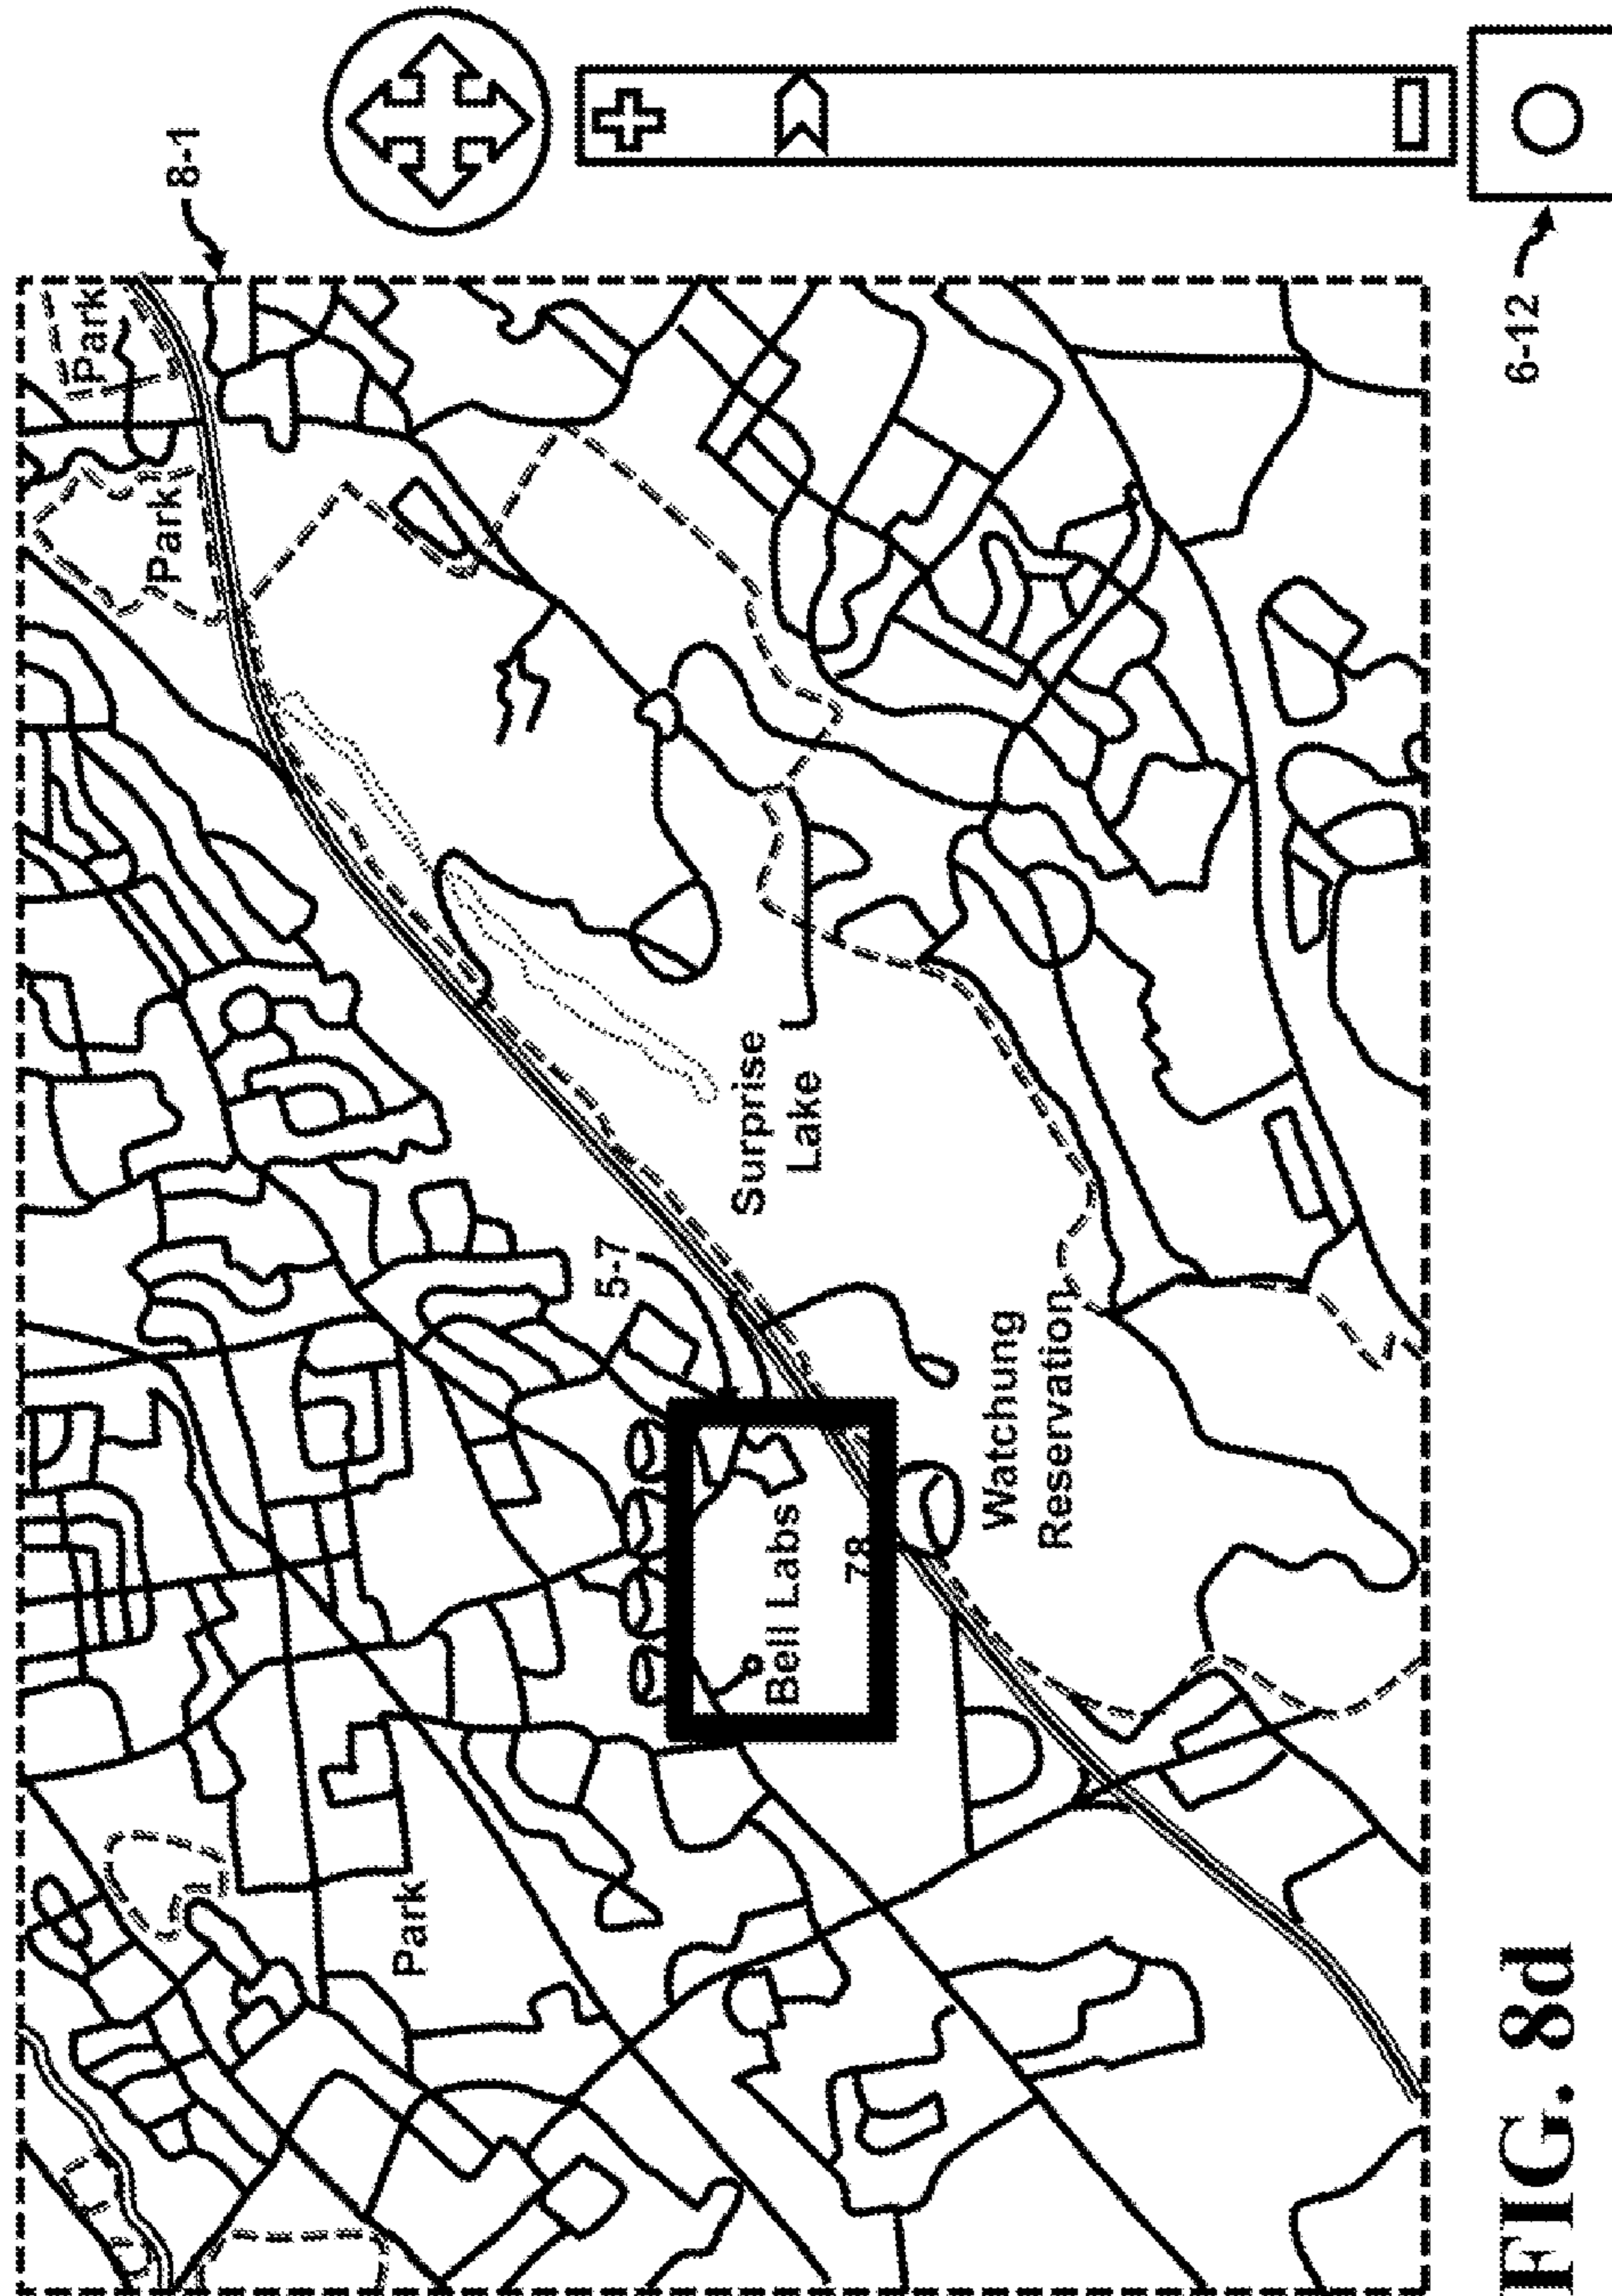 Park
Park
8-1
5-7
Surprise
Lake
Bell Labs
78
Watchung
Reservation
Park
6-12
FIG. 8d